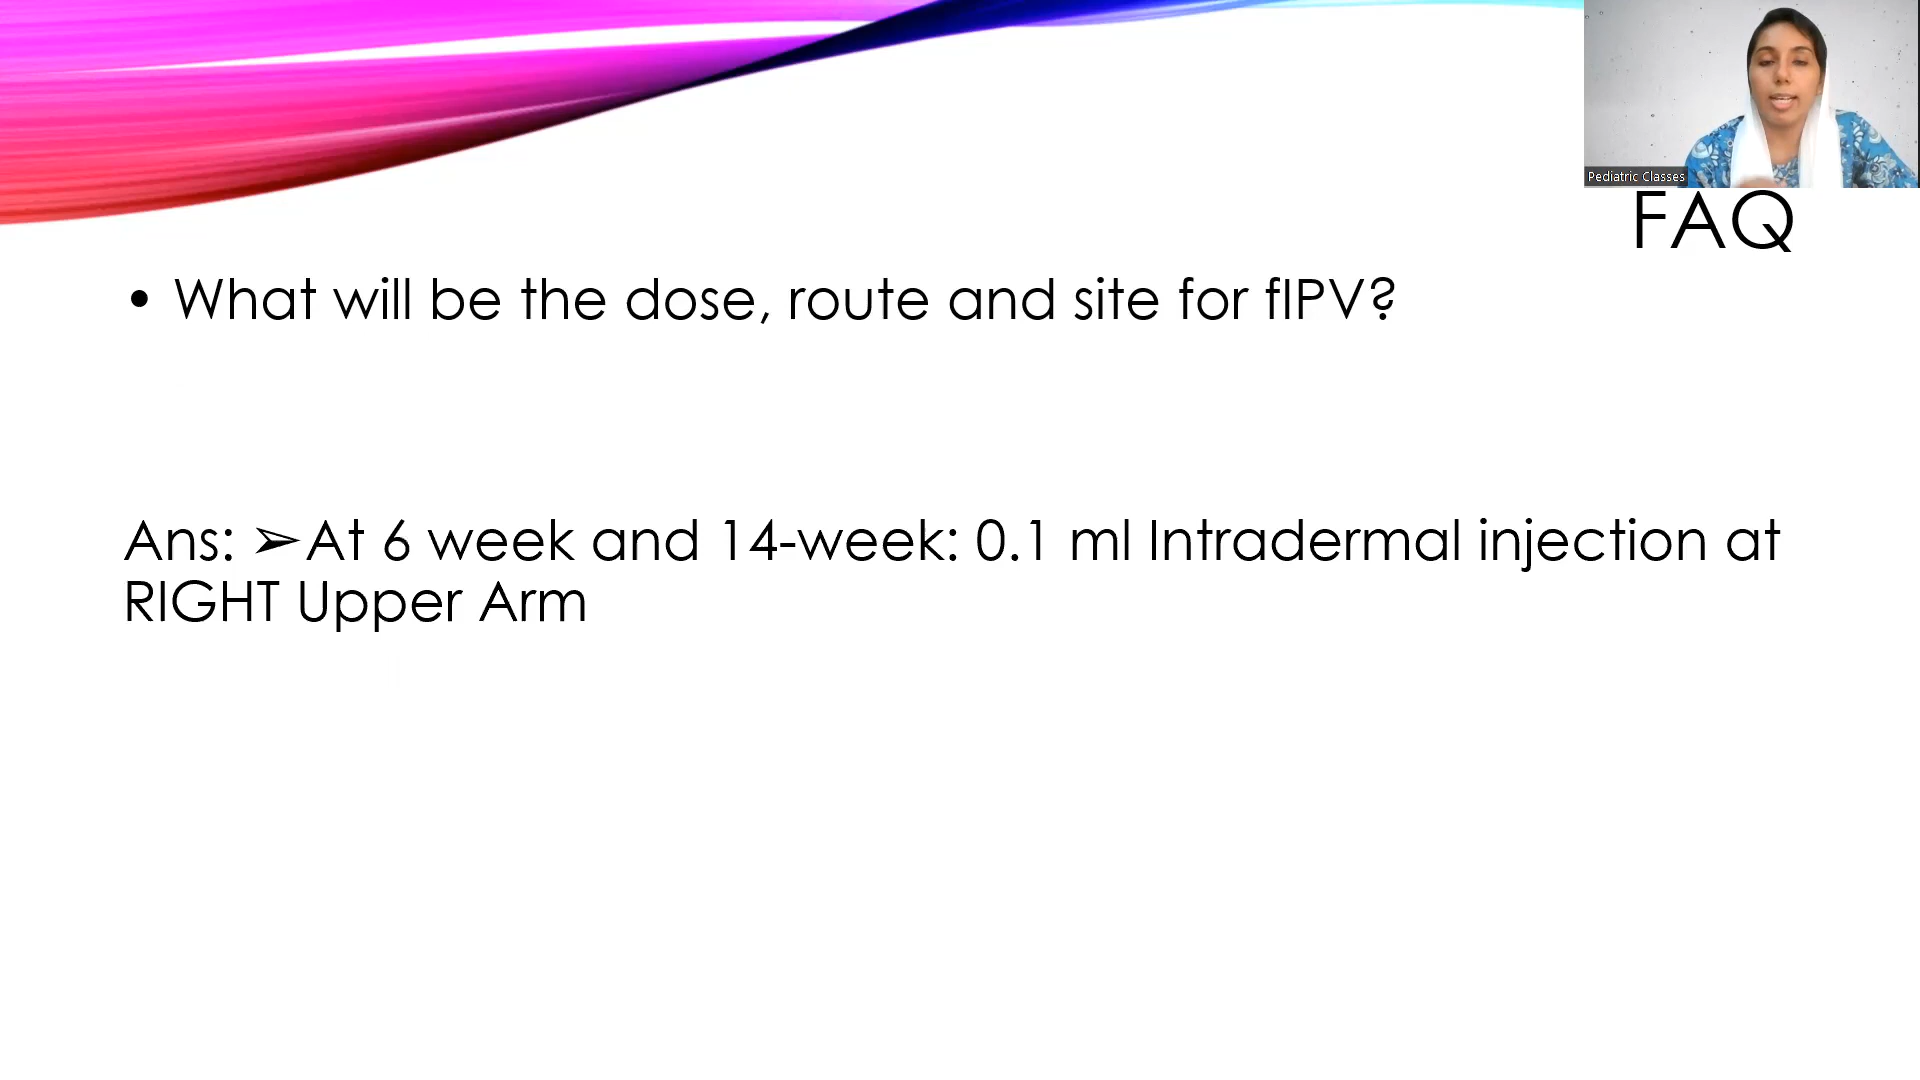 Pediatric Classes
FAQ
• What will be the dose, route and site for fIPV?
Ans: ➢At 6 week and 14-week: 0.1 ml Intradermal injection at
RIGHT Upper Arm